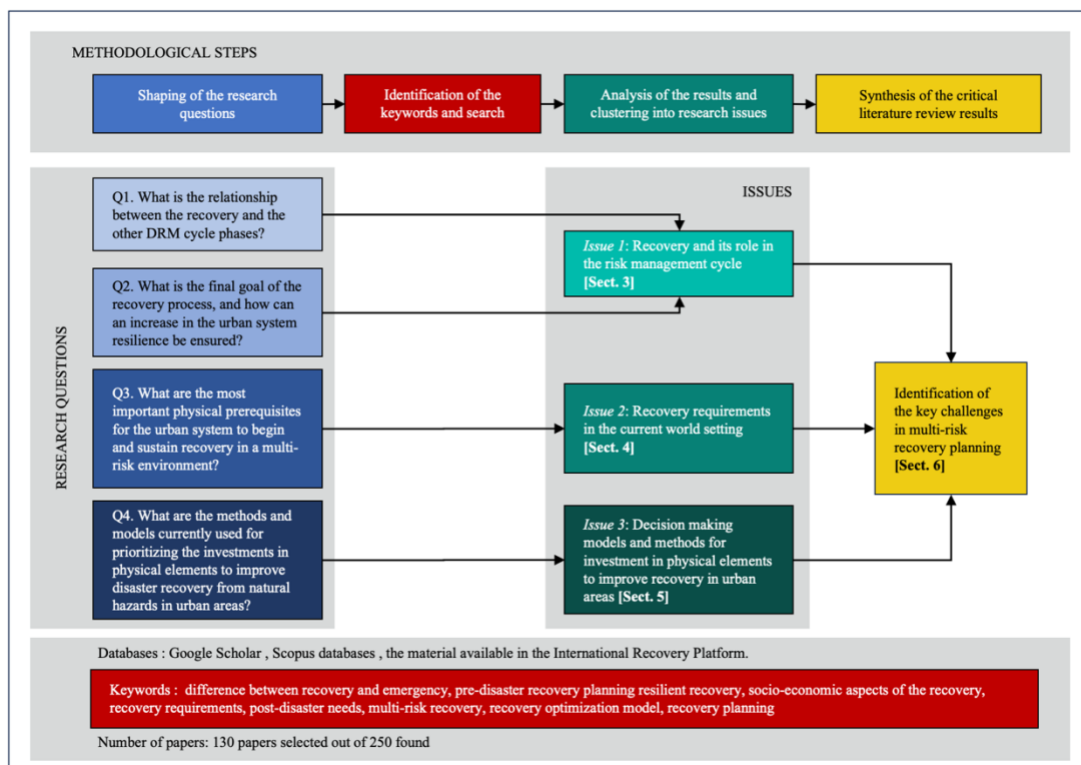 METHODOLOGICAL STEPS
Shaping of the research
questions
Identification of the
keywords and search
Analysis of the results and
clustering into research issues
Synthesis of the critical
literature review results
RESEARCH QUESTIONS
Q1. What is the relationship
between the recovery and the
other DRM cycle phases?
Q2. What is the final goal of the
recovery process, and how can
an increase in the urban system
resilience be ensured?
Q3. What are the most
important physical prerequisites
for the urban system to begin
and sustain recovery in a multi-
risk environment?
Q4. What are the methods and
models currently used for
prioritizing the investments in
physical elements to improve
disaster recovery from natural
hazards in urban areas?
ISSUES
Issue 1: Recovery and its role in
the risk management cycle
[Sect. 3]
Issue 2: Recovery requirements
in the current world setting
[Sect. 4]
Issue 3: Decision making
models and methods for
investment in physical elements
to improve recovery in urban
areas [Sect. 5]
Identification of
the key challenges
in multi-risk
recovery planning
[Sect. 6]
Databases : Google Scholar , Scopus databases , the material available in the International Recovery Platform.
Keywords : difference between recovery and emergency, pre-disaster recovery planning resilient recovery, socio-economic aspects of the recovery,
recovery requirements, post-disaster needs, multi-risk recovery, recovery optimization model, recovery planning
Number of papers: 130 papers selected out of 250 found